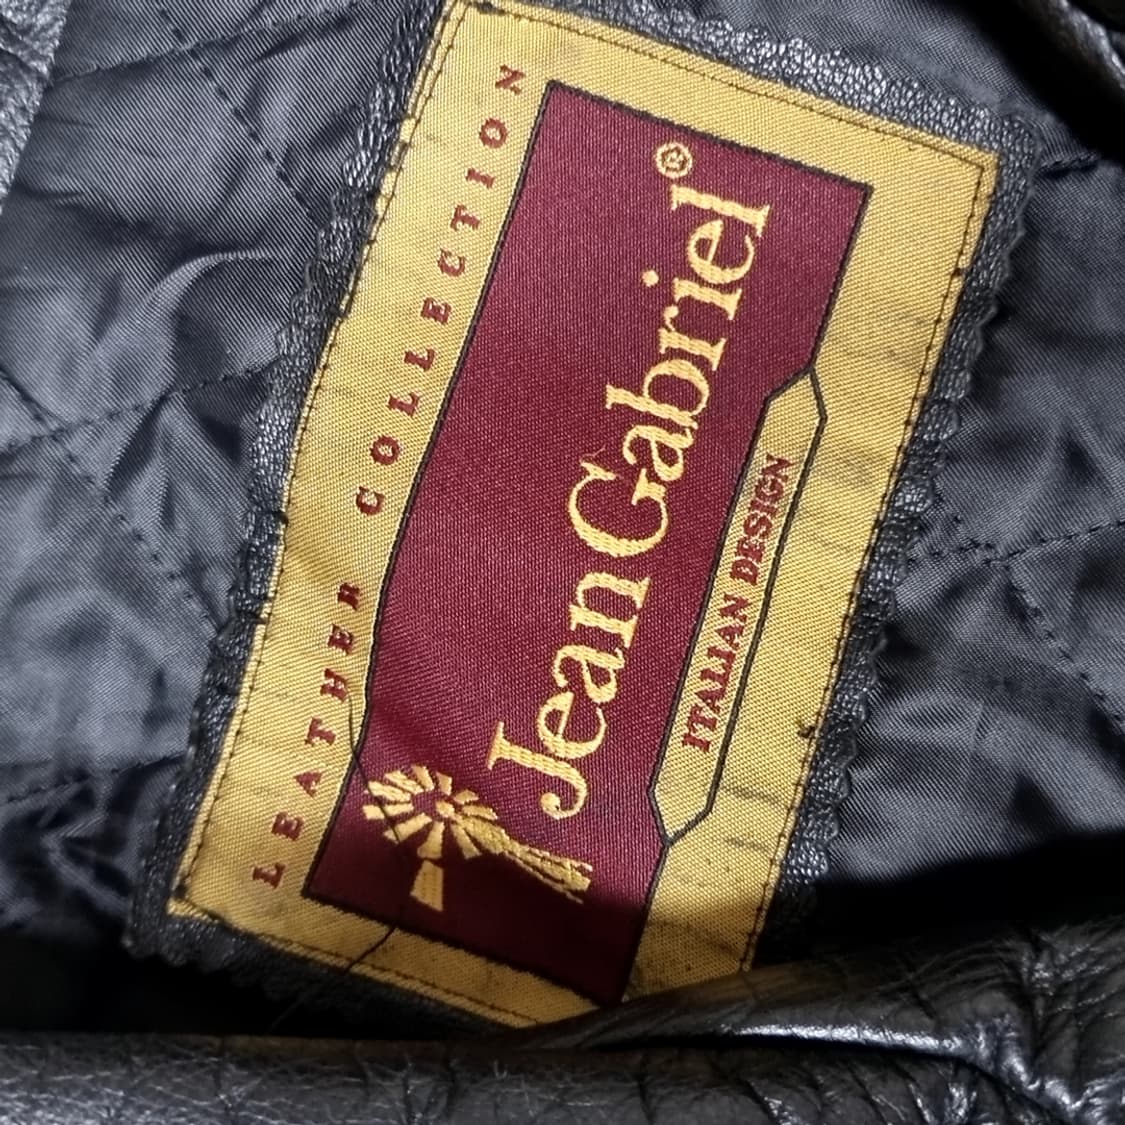 LEATHER COLLECTION
Jean Gabriel®
ITALIAN DESIGN